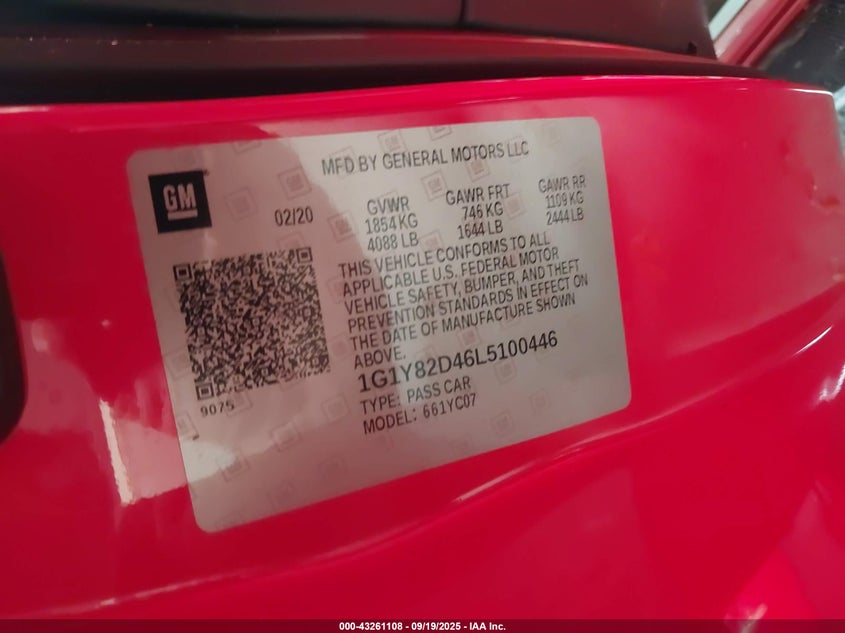 MFD BY GENERAL MOTORS LLC
GM
02/20
GVWR
1854 KG
4088 LB
GAWR FRT
746 KG
1644 LB
GAWR RR
1109 KG
2444 LB
THIS VEHICLE CONFORMS TO ALL
APPLICABLE U.S. FEDERAL MOTOR
VEHICLE SAFETY, BUMPER, AND THEFT
PREVENTION STANDARDS IN EFFECT ON
THE DATE OF MANUFACTURE SHOWN
ABOVE.
1G1Y82D46L5100446
TYPE: PASS CAR
MODEL: 661YC07
9075
000-43261108 - 09/19/2025 - IAA Inc.